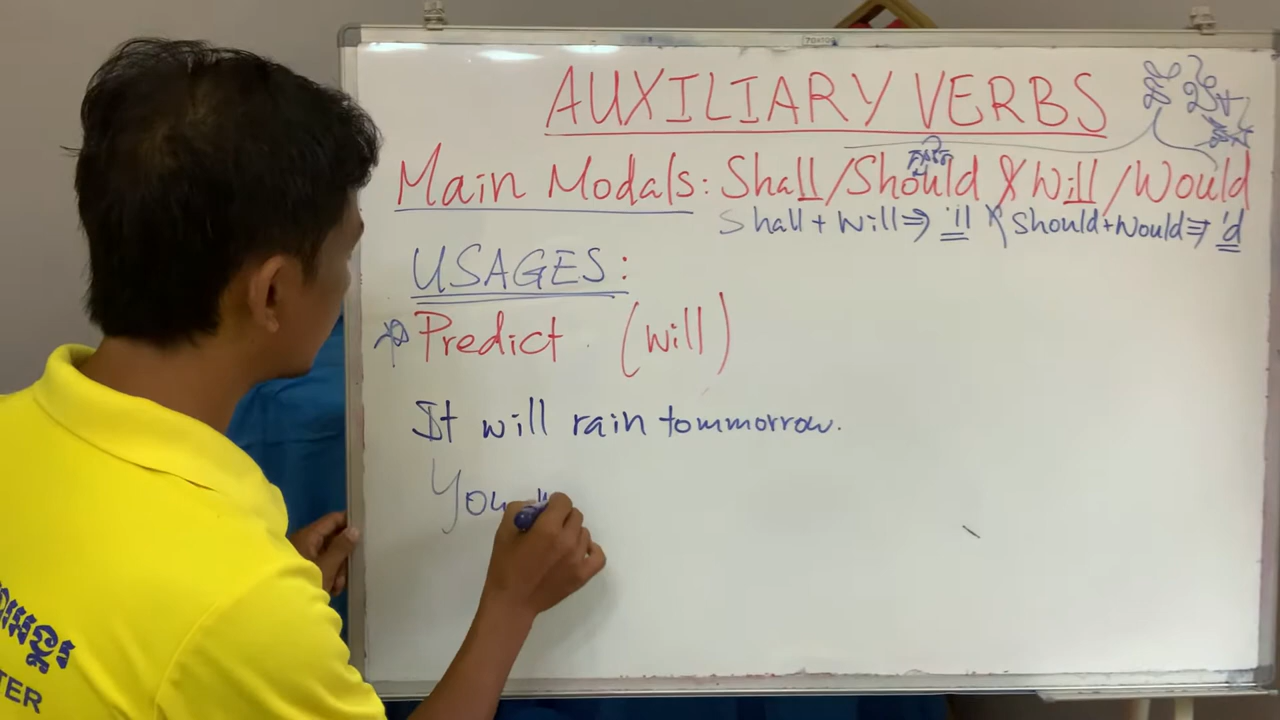 AUXILIARY VERBS
Main Modals: Shall/Should & Will/Would
Shall + Will ⇒ 'll & Should + Would ⇒ 'd
USAGES:
Predict (will)
It will rain tommorrow.
You
TER